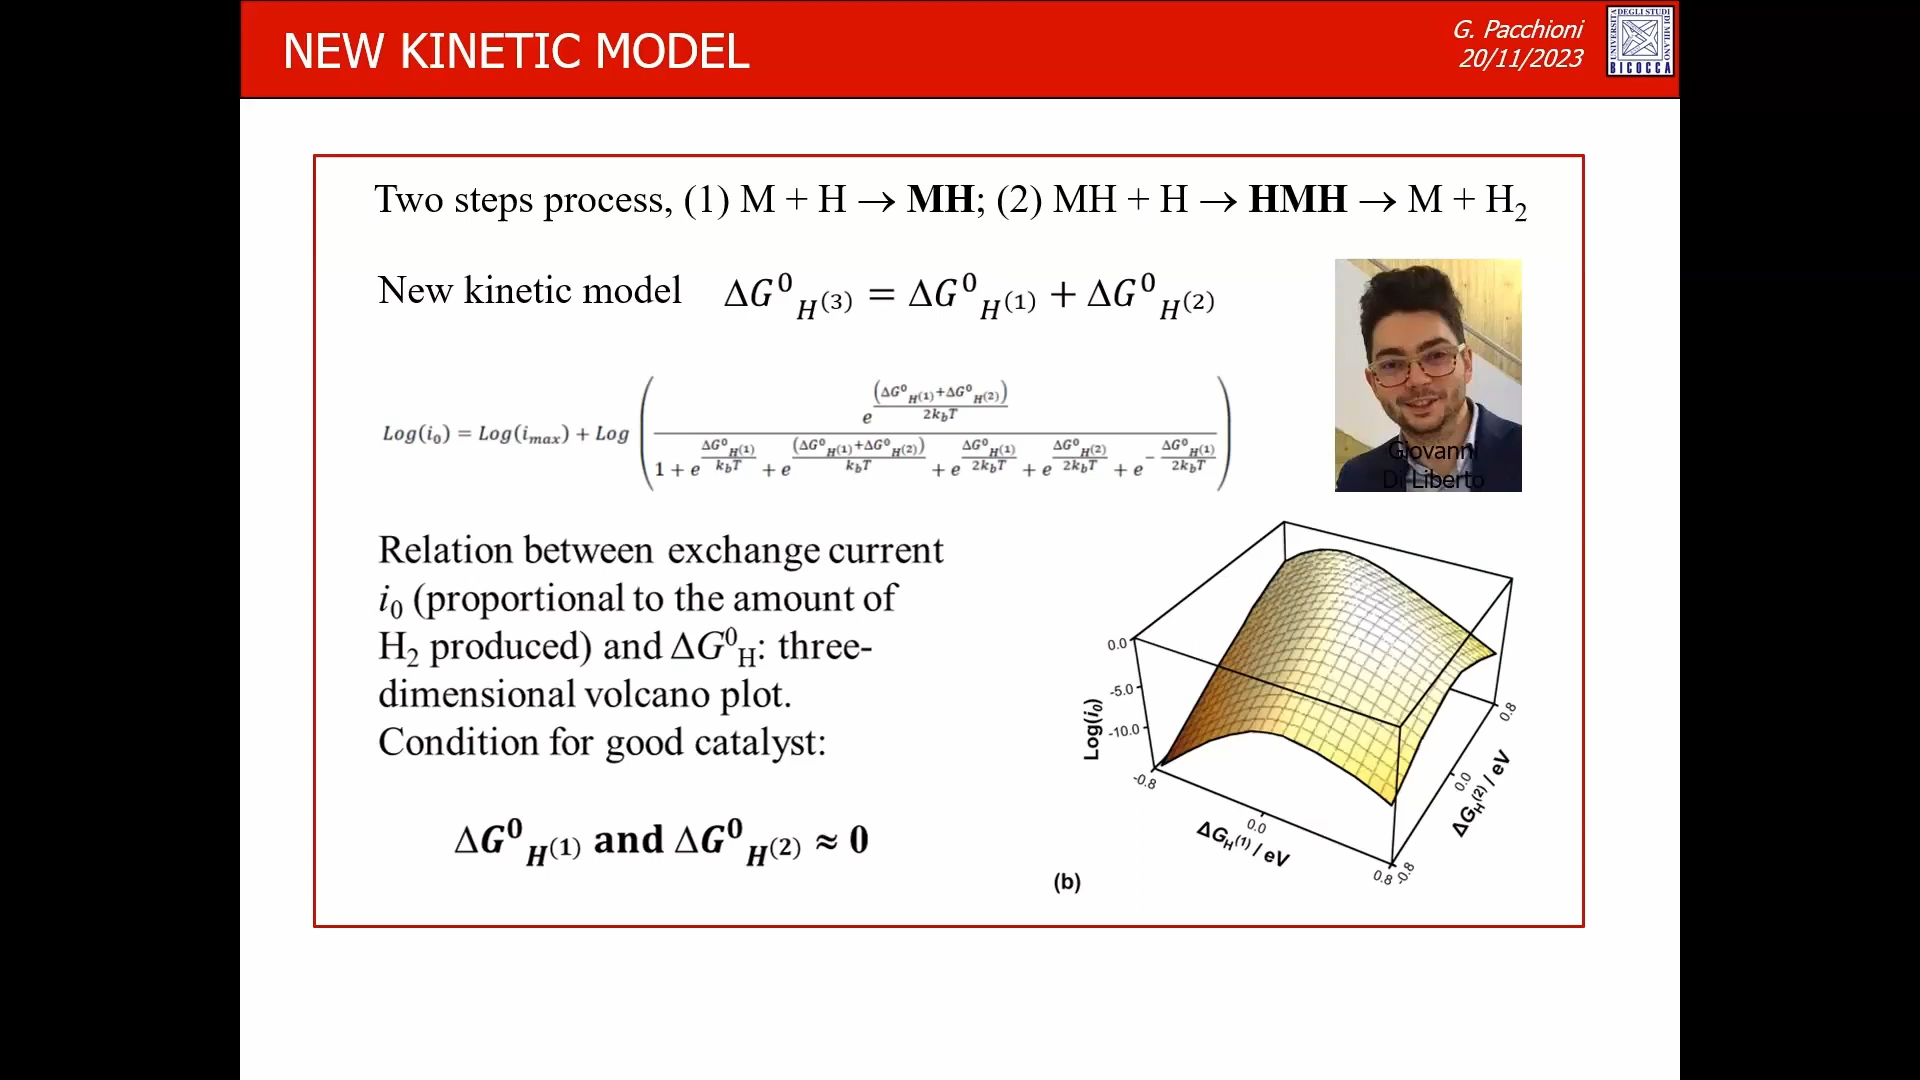 NEW KINETIC MODEL
G. Pacchioni
20/11/2023
UNIVERSITÀ DEGLI STUDI DI MILANO
BICOCCA
Two steps process, (1) M + H → MH; (2) MH + H → HMH → M + H₂
New kinetic model ΔG⁰_H(3) = ΔG⁰_H(1) + ΔG⁰_H(2)
Log(i₀) = Log(i_max) + Log ( e^((ΔG⁰_H(1)+ΔG⁰_H(2))/2k_bT) / (1 + e^(ΔG⁰_H(1)/k_bT) + e^((ΔG⁰_H(1)+ΔG⁰_H(2))/k_bT) + e^(ΔG⁰_H(1)/2k_bT) + e^(ΔG⁰_H(2)/2k_bT) + e^(−ΔG⁰_H(1)/2k_bT)) )
Giovanni
Di Liberto
Relation between exchange current
i₀ (proportional to the amount of
H₂ produced) and ΔG⁰_H: three-
dimensional volcano plot.
Condition for good catalyst:
ΔG⁰_H(1) and ΔG⁰_H(2) ≈ 0
0.0
-5.0
-10.0
Log(i₀)
-0.8
0.0
0.8
ΔG_H(1) / eV
-0.8
0.0
0.8
ΔG_H(2) / eV
(b)